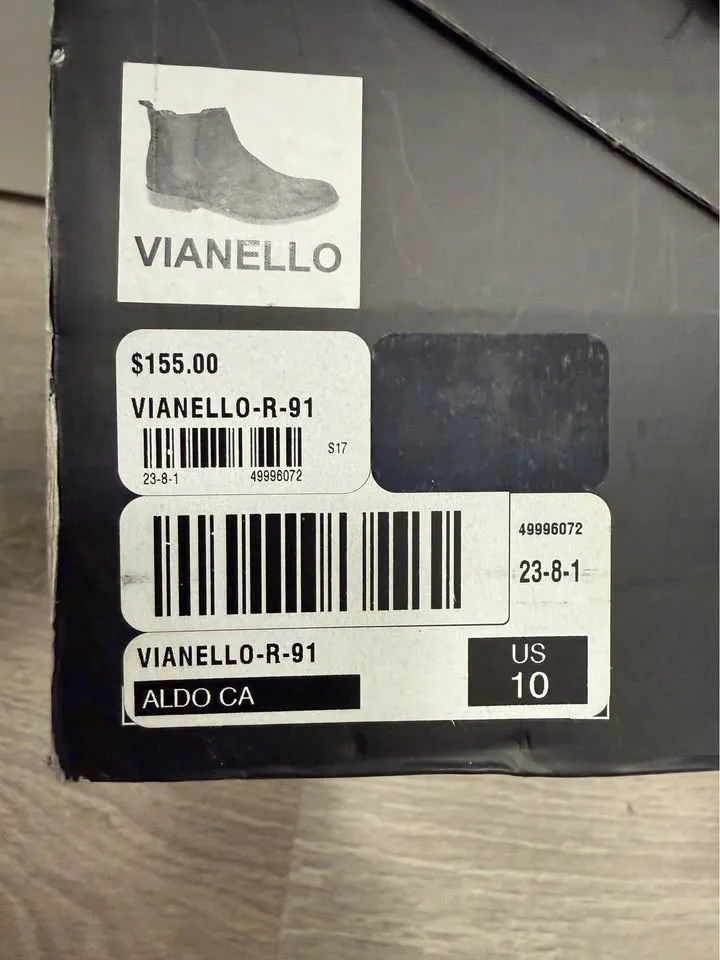 VIANELLO
$155.00
VIANELLO-R-91
S17
23-8-1 49996072
49996072
23-8-1
VIANELLO-R-91
US
ALDO CA
10